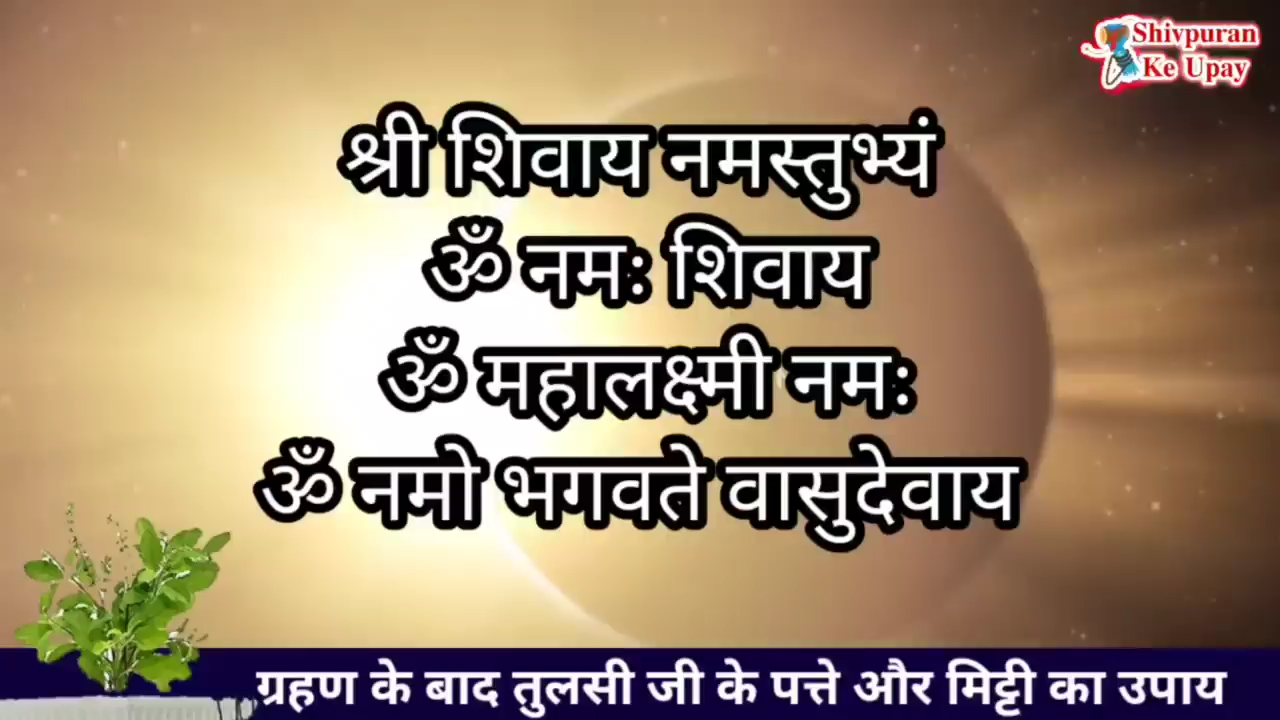 Shivpuran
Ke Upay
श्री शिवाय नमस्तुभ्यं
ॐ नमः शिवाय
ॐ महालक्ष्मी नमः
ॐ नमो भगवते वासुदेवाय
ग्रहण के बाद तुलसी जी के पत्ते और मिट्टी का उपाय